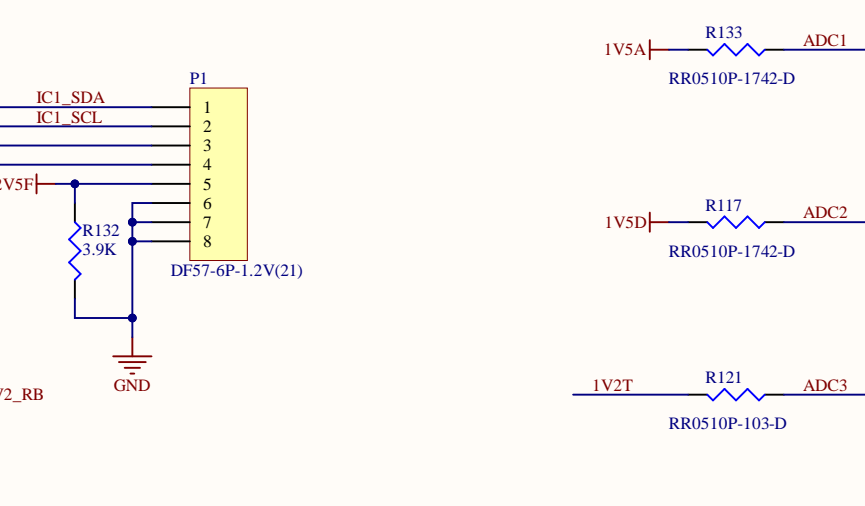 P1
IC1_SDA
IC1_SCL
1
2
3
4
5
6
7
8
2V5F
R132
3.9K
DF57-6P-1.2V(21)
GND
V2_RB
R133
1V5A
ADC1
RR0510P-1742-D
R117
1V5D
ADC2
RR0510P-1742-D
R121
1V2T
ADC3
RR0510P-103-D